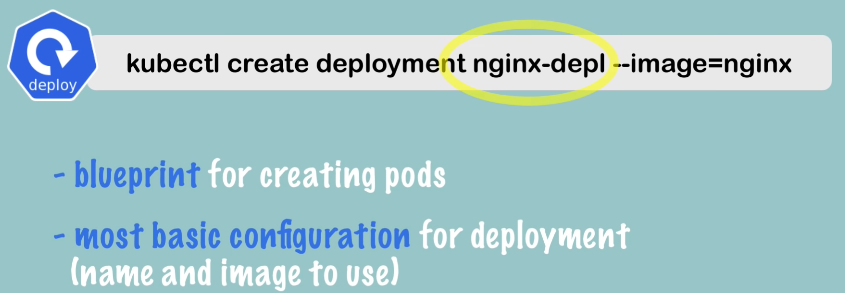 kubectl create deployment nginx-depl --image=nginx
deploy
- blueprint for creating pods
- most basic configuration for deployment
(name and image to use)